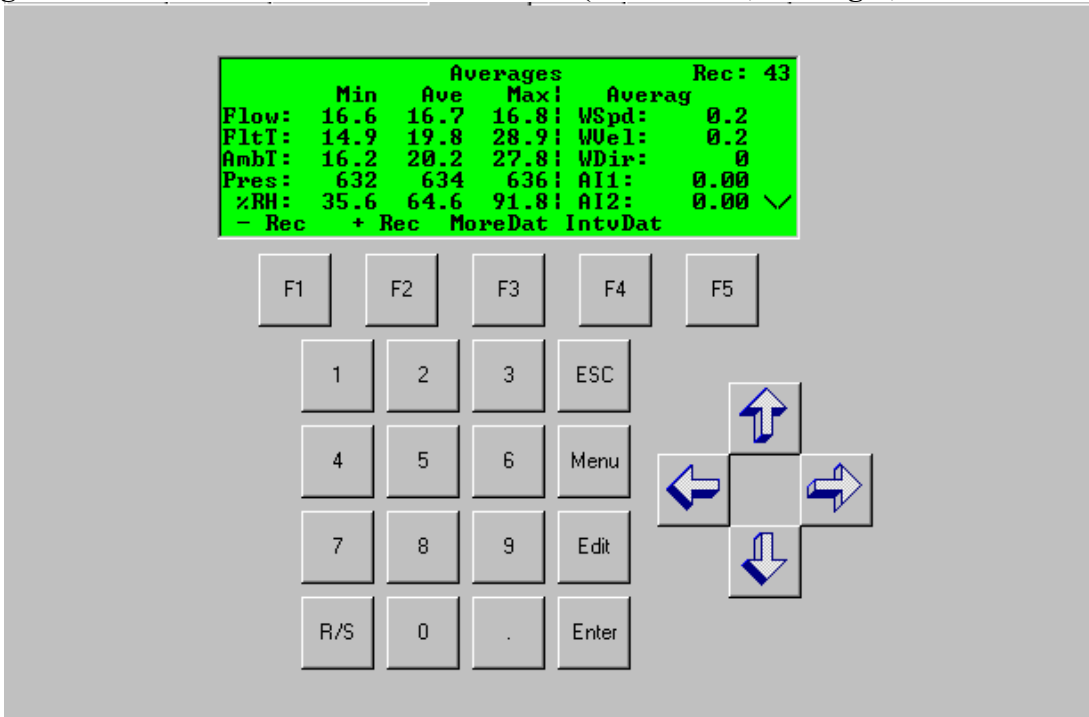 Averages Rec: 43
Min Ave Max¦ Averag
Flow: 16.6 16.7 16.8¦ WSpd: 0.2
FltT: 14.9 19.8 28.9¦ WVel: 0.2
AmbT: 16.2 20.2 27.8¦ WDir: 0
Pres: 632 634 636¦ AI1: 0.00
%RH: 35.6 64.6 91.8¦ AI2: 0.00
- Rec + Rec MoreDat IntvDat
F1 F2 F3 F4 F5
1 2 3 ESC
4 5 6 Menu
7 8 9 Edit
R/S 0 . Enter